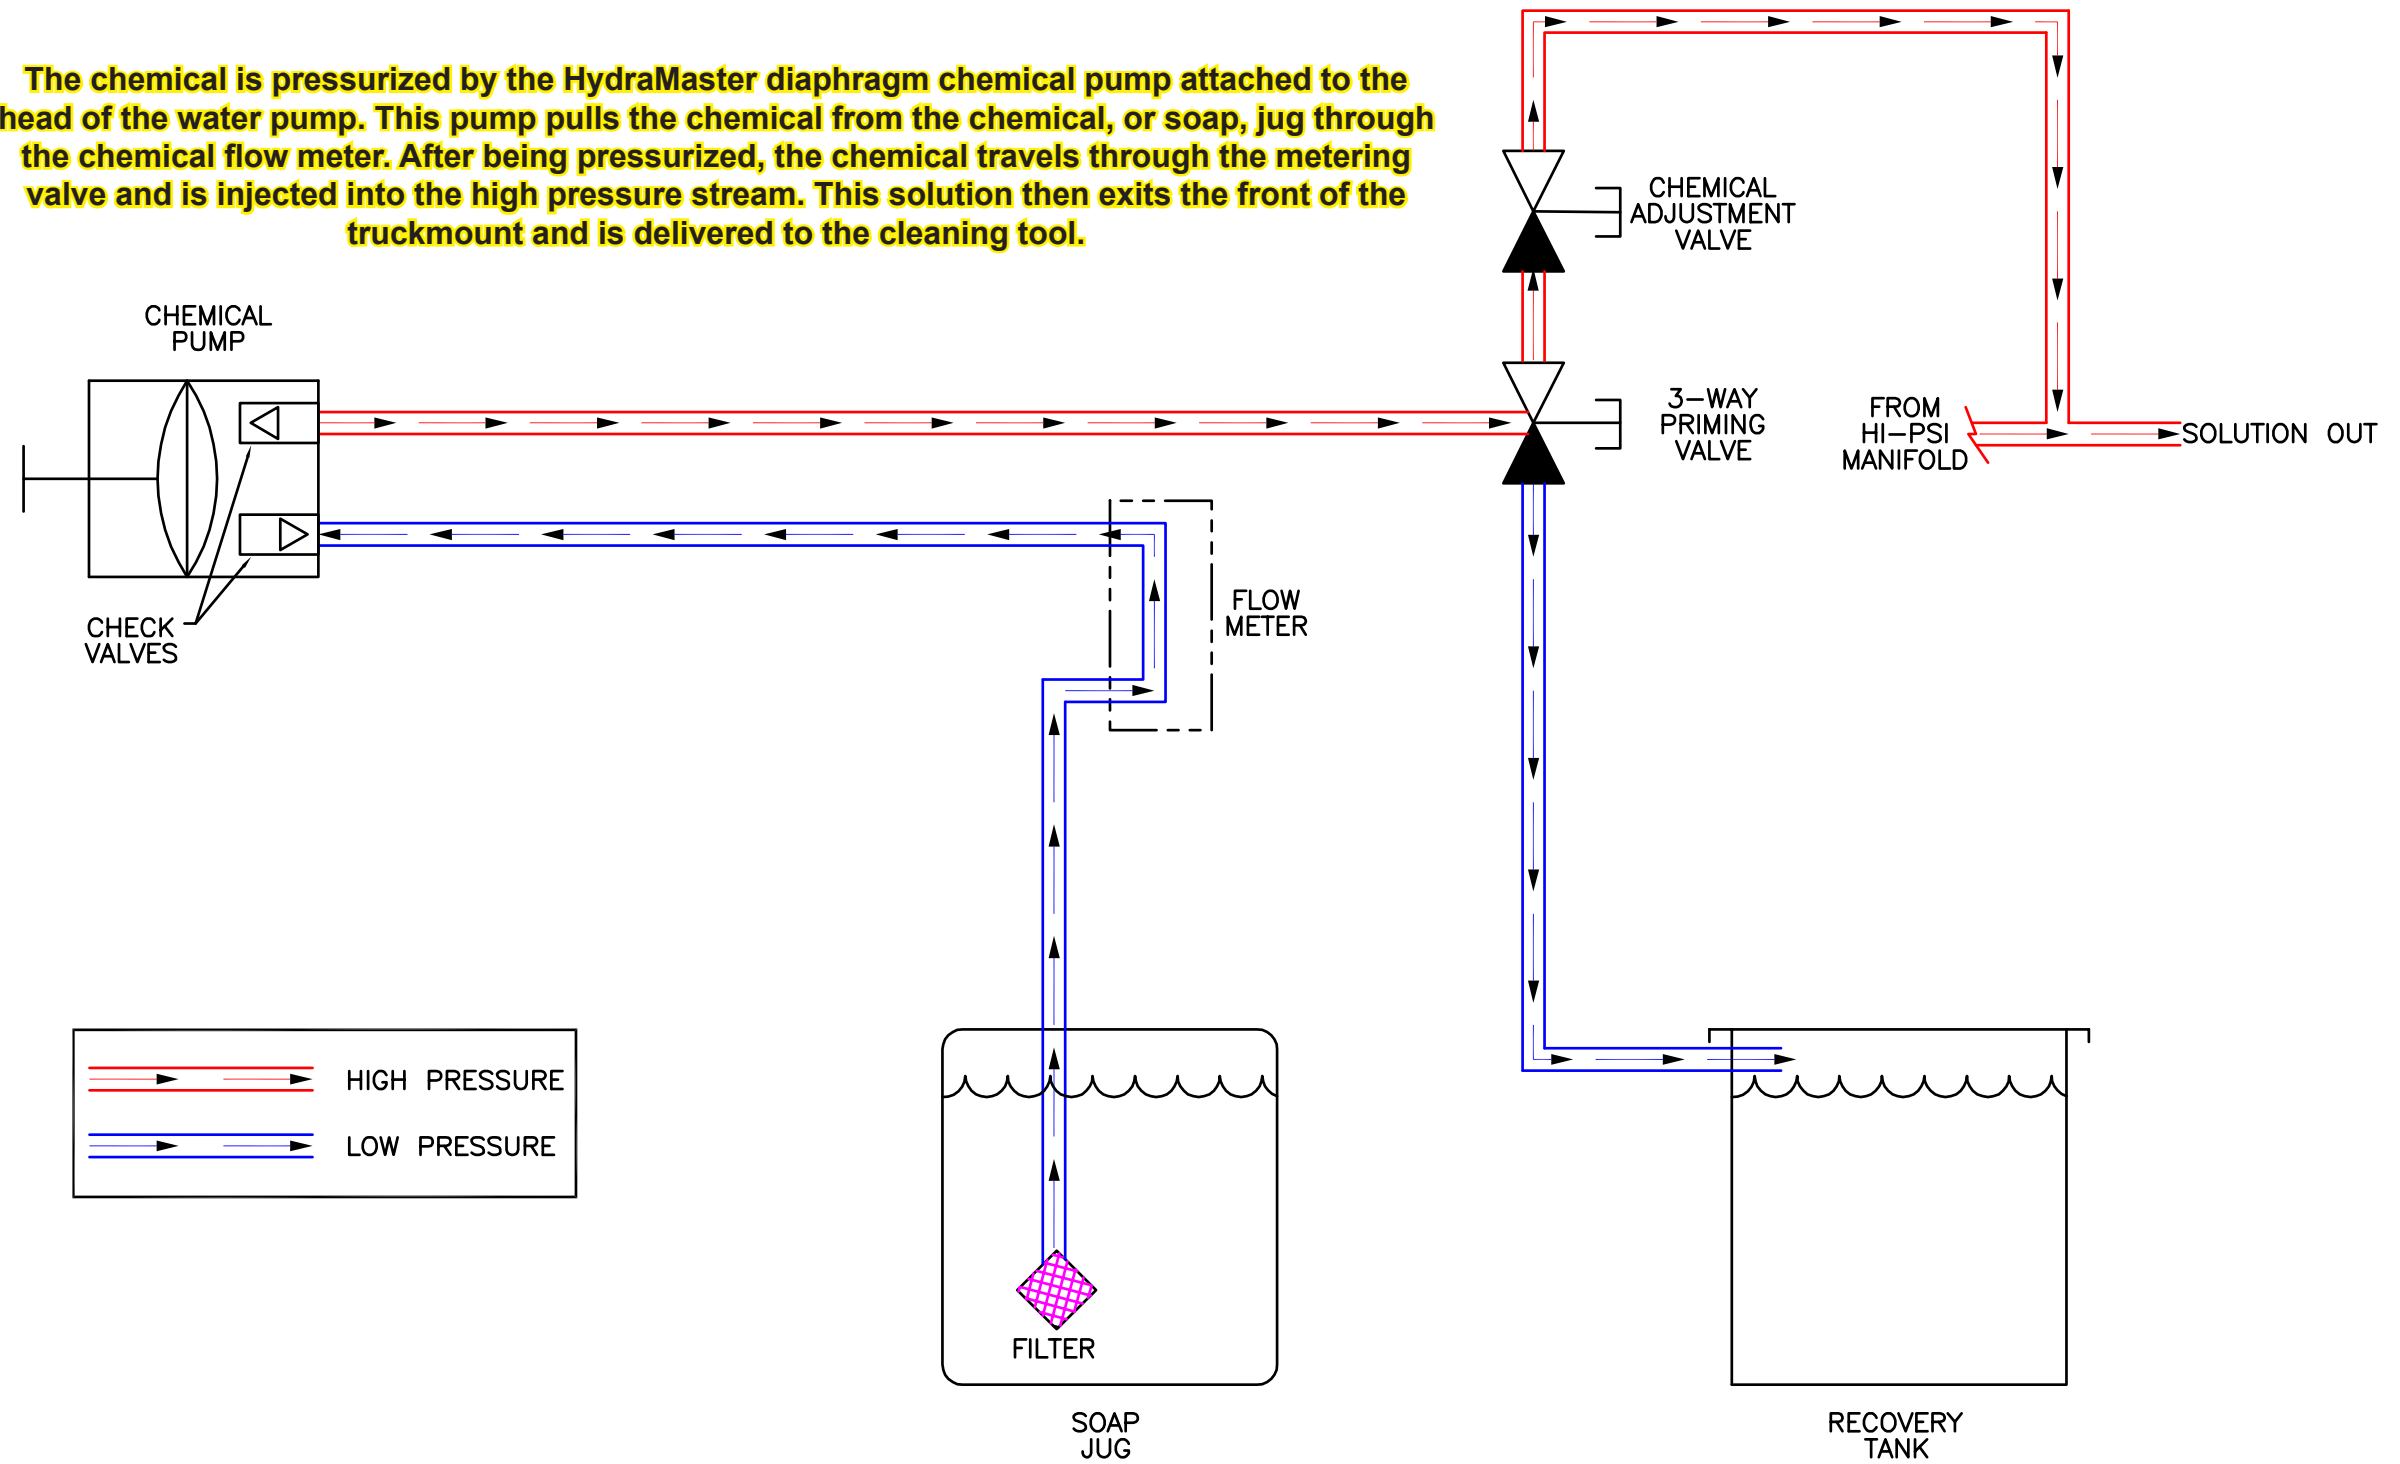 The chemical is pressurized by the HydraMaster diaphragm chemical pump attached to the
head of the water pump. This pump pulls the chemical from the chemical, or soap, jug through
the chemical flow meter. After being pressurized, the chemical travels through the metering
valve and is injected into the high pressure stream. This solution then exits the front of the
truckmount and is delivered to the cleaning tool.
CHEMICAL
ADJUSTMENT
VALVE
CHEMICAL
PUMP
3-WAY
PRIMING
VALVE
FROM
HI-PSI
MANIFOLD
SOLUTION OUT
CHECK
VALVES
FLOW
METER
HIGH PRESSURE
LOW PRESSURE
FILTER
SOAP
JUG
RECOVERY
TANK